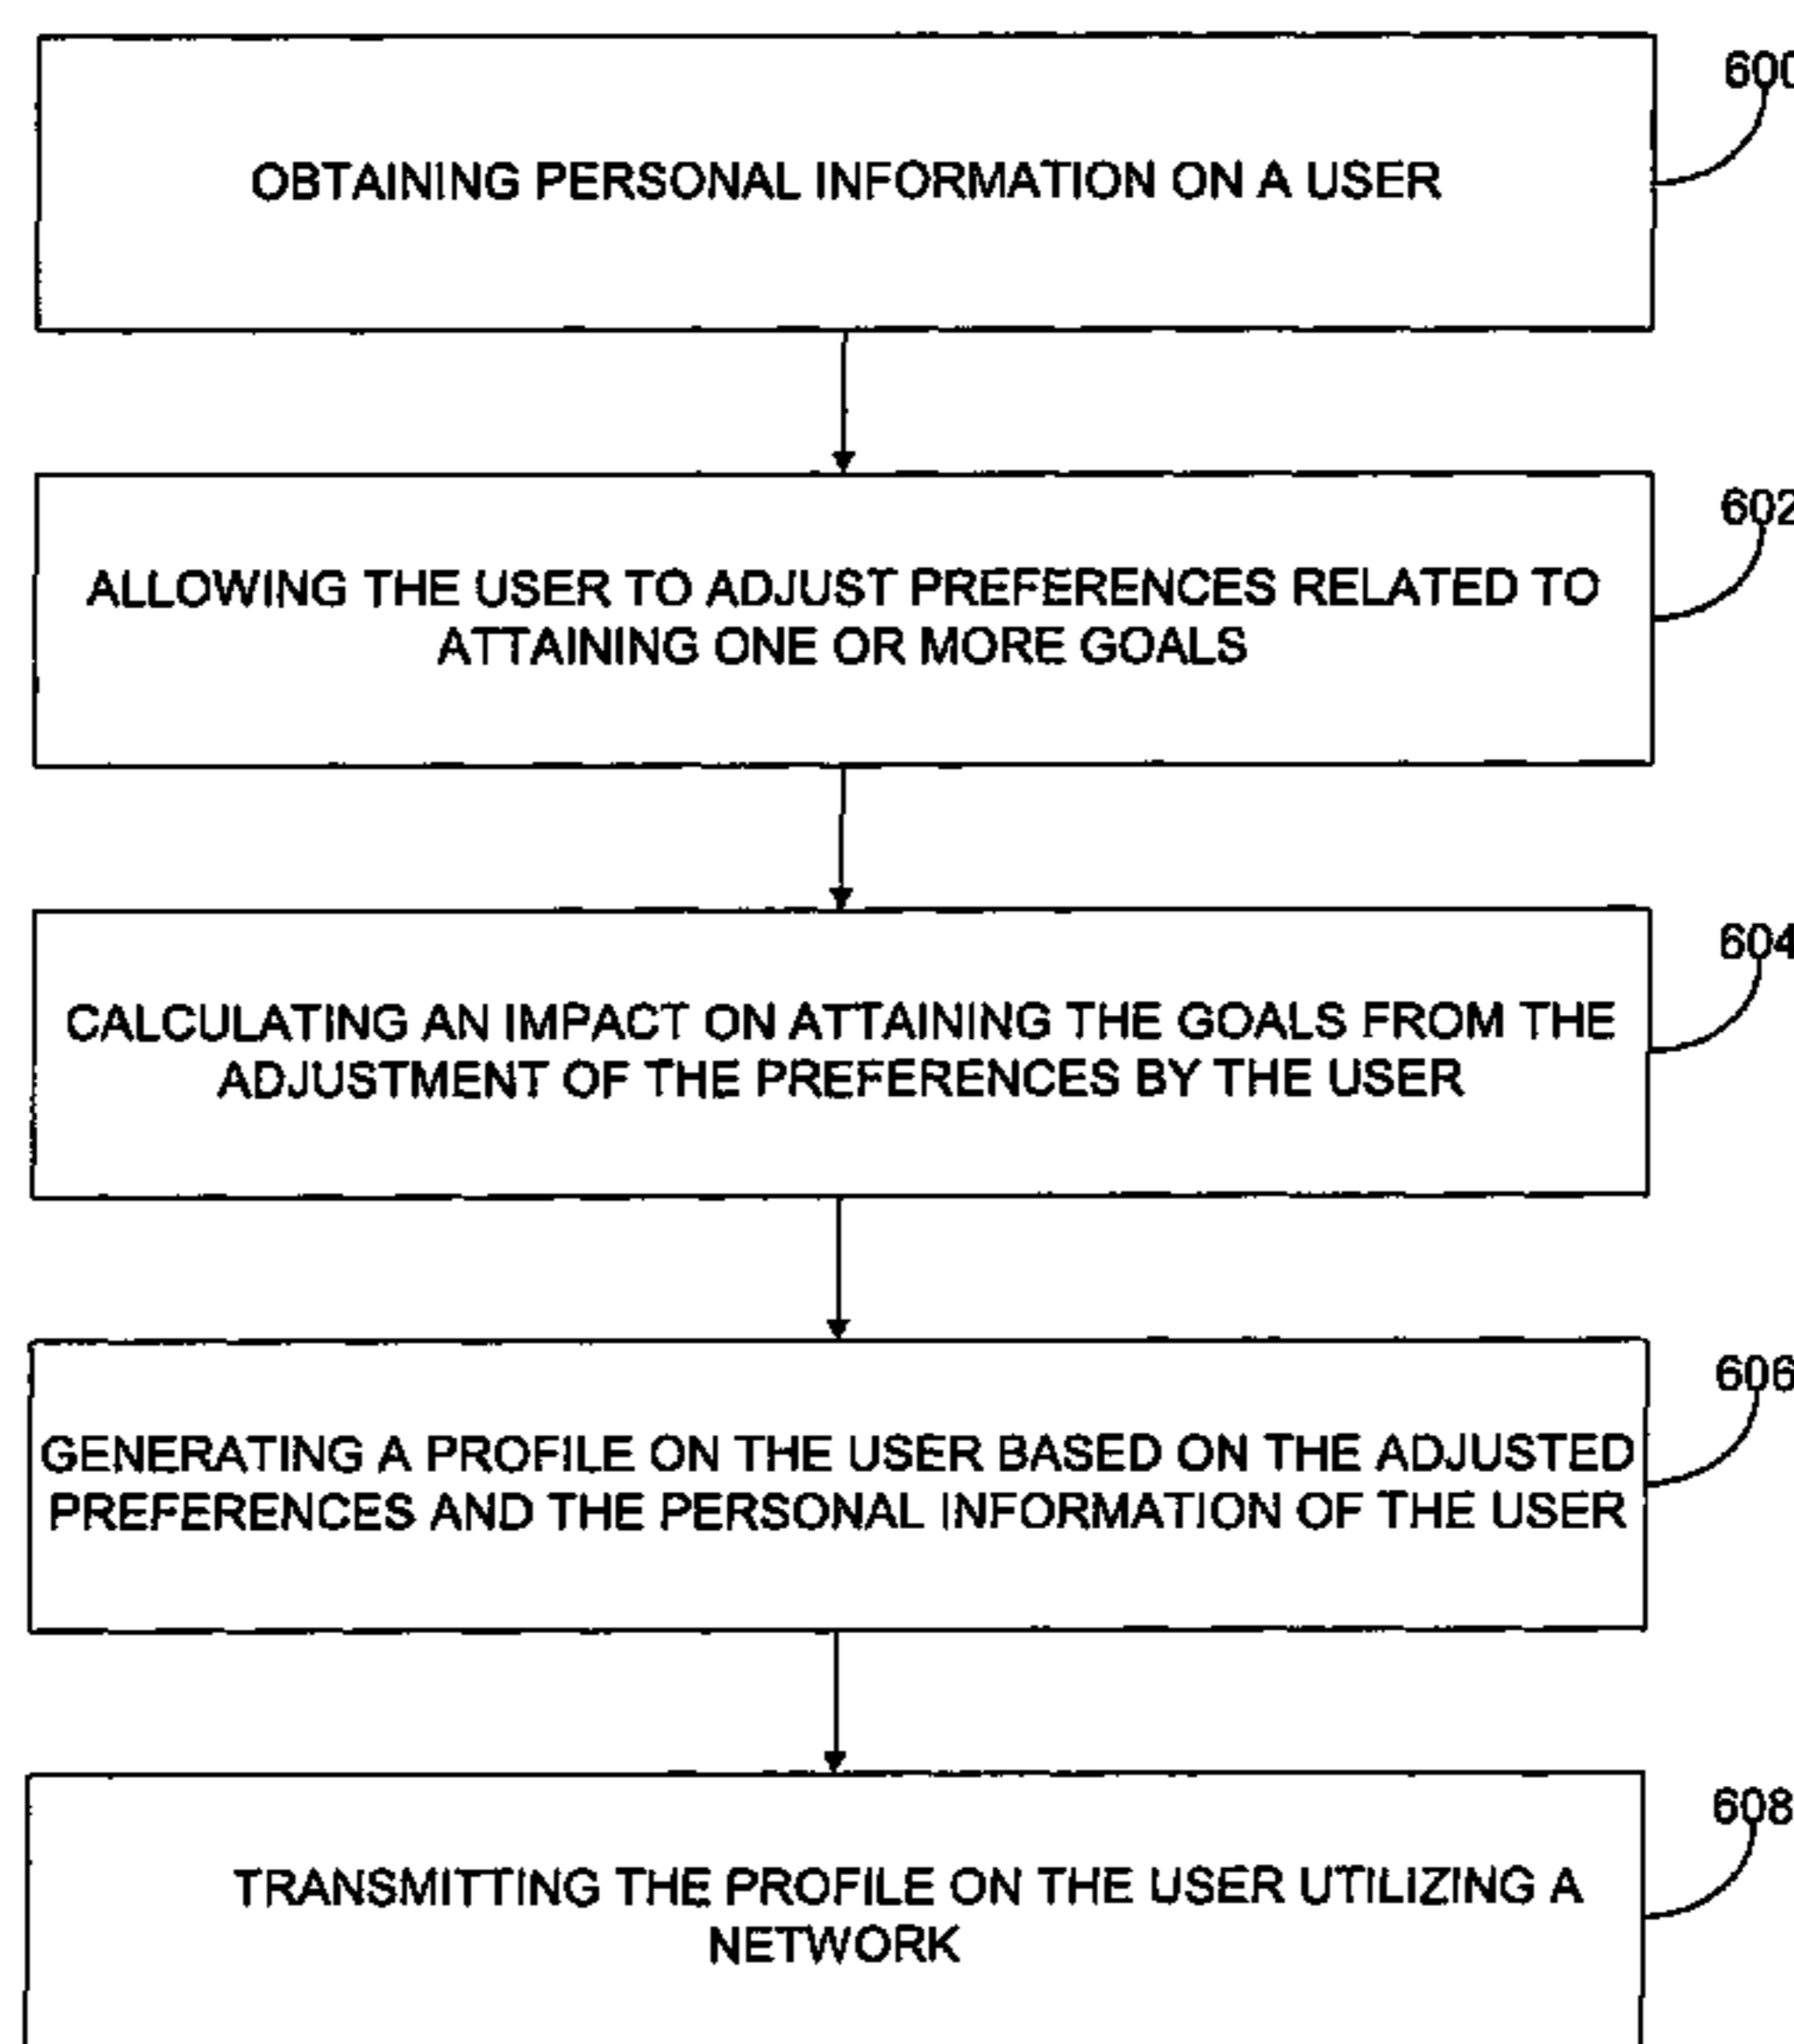 600
OBTAINING PERSONAL INFORMATION ON A USER
602
ALLOWING THE USER TO ADJUST PREFERENCES RELATED TO
ATTAINING ONE OR MORE GOALS
604
CALCULATING AN IMPACT ON ATTAINING THE GOALS FROM THE
ADJUSTMENT OF THE PREFERENCES BY THE USER
606
GENERATING A PROFILE ON THE USER BASED ON THE ADJUSTED
PREFERENCES AND THE PERSONAL INFORMATION OF THE USER
608
TRANSMITTING THE PROFILE ON THE USER UTILIZING A
NETWORK